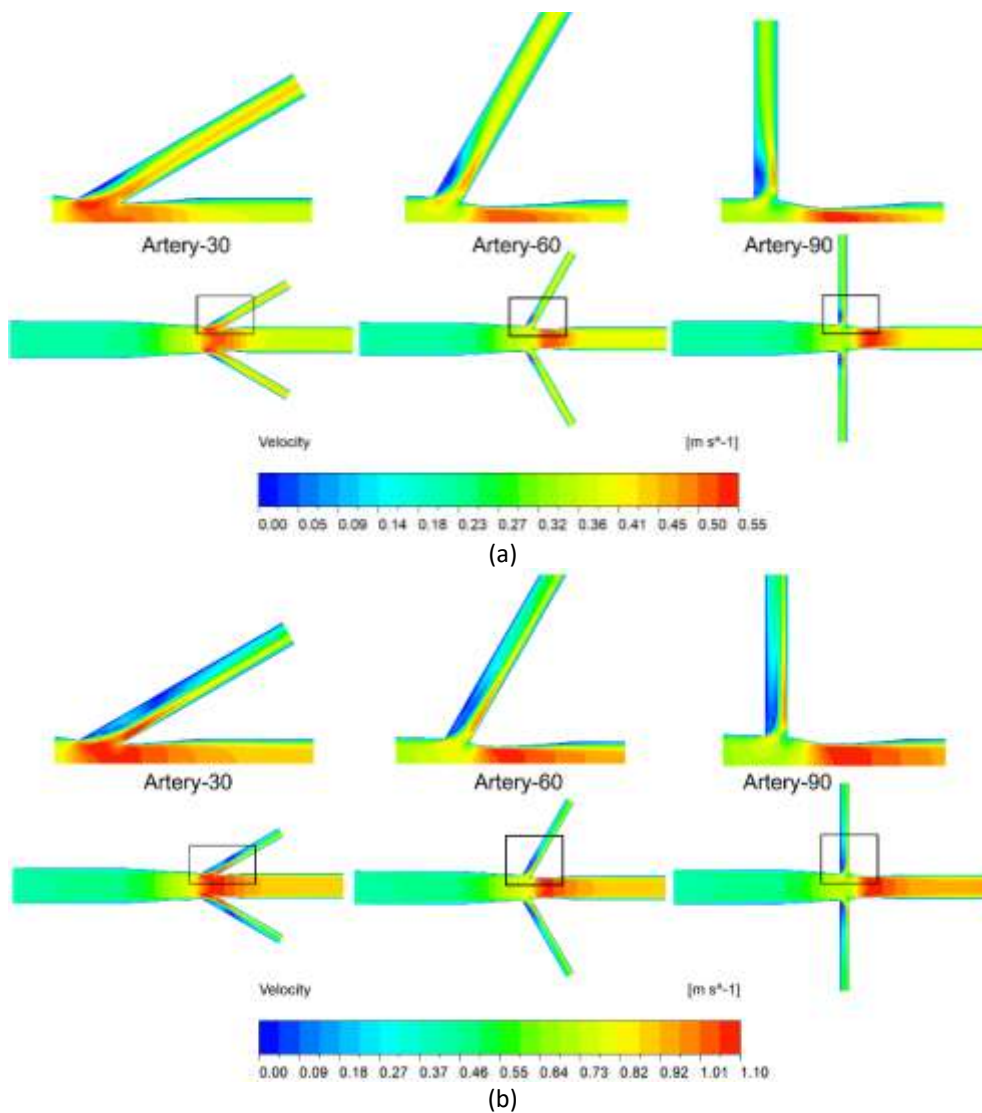 Artery-30 Artery-60 Artery-90
Velocity [m s^-1]
0.00 0.05 0.09 0.14 0.18 0.23 0.27 0.32 0.36 0.41 0.45 0.50 0.55
(a)
Artery-30 Artery-60 Artery-90
Velocity [m s^-1]
0.00 0.09 0.18 0.27 0.37 0.46 0.55 0.64 0.73 0.82 0.92 1.01 1.10
(b)